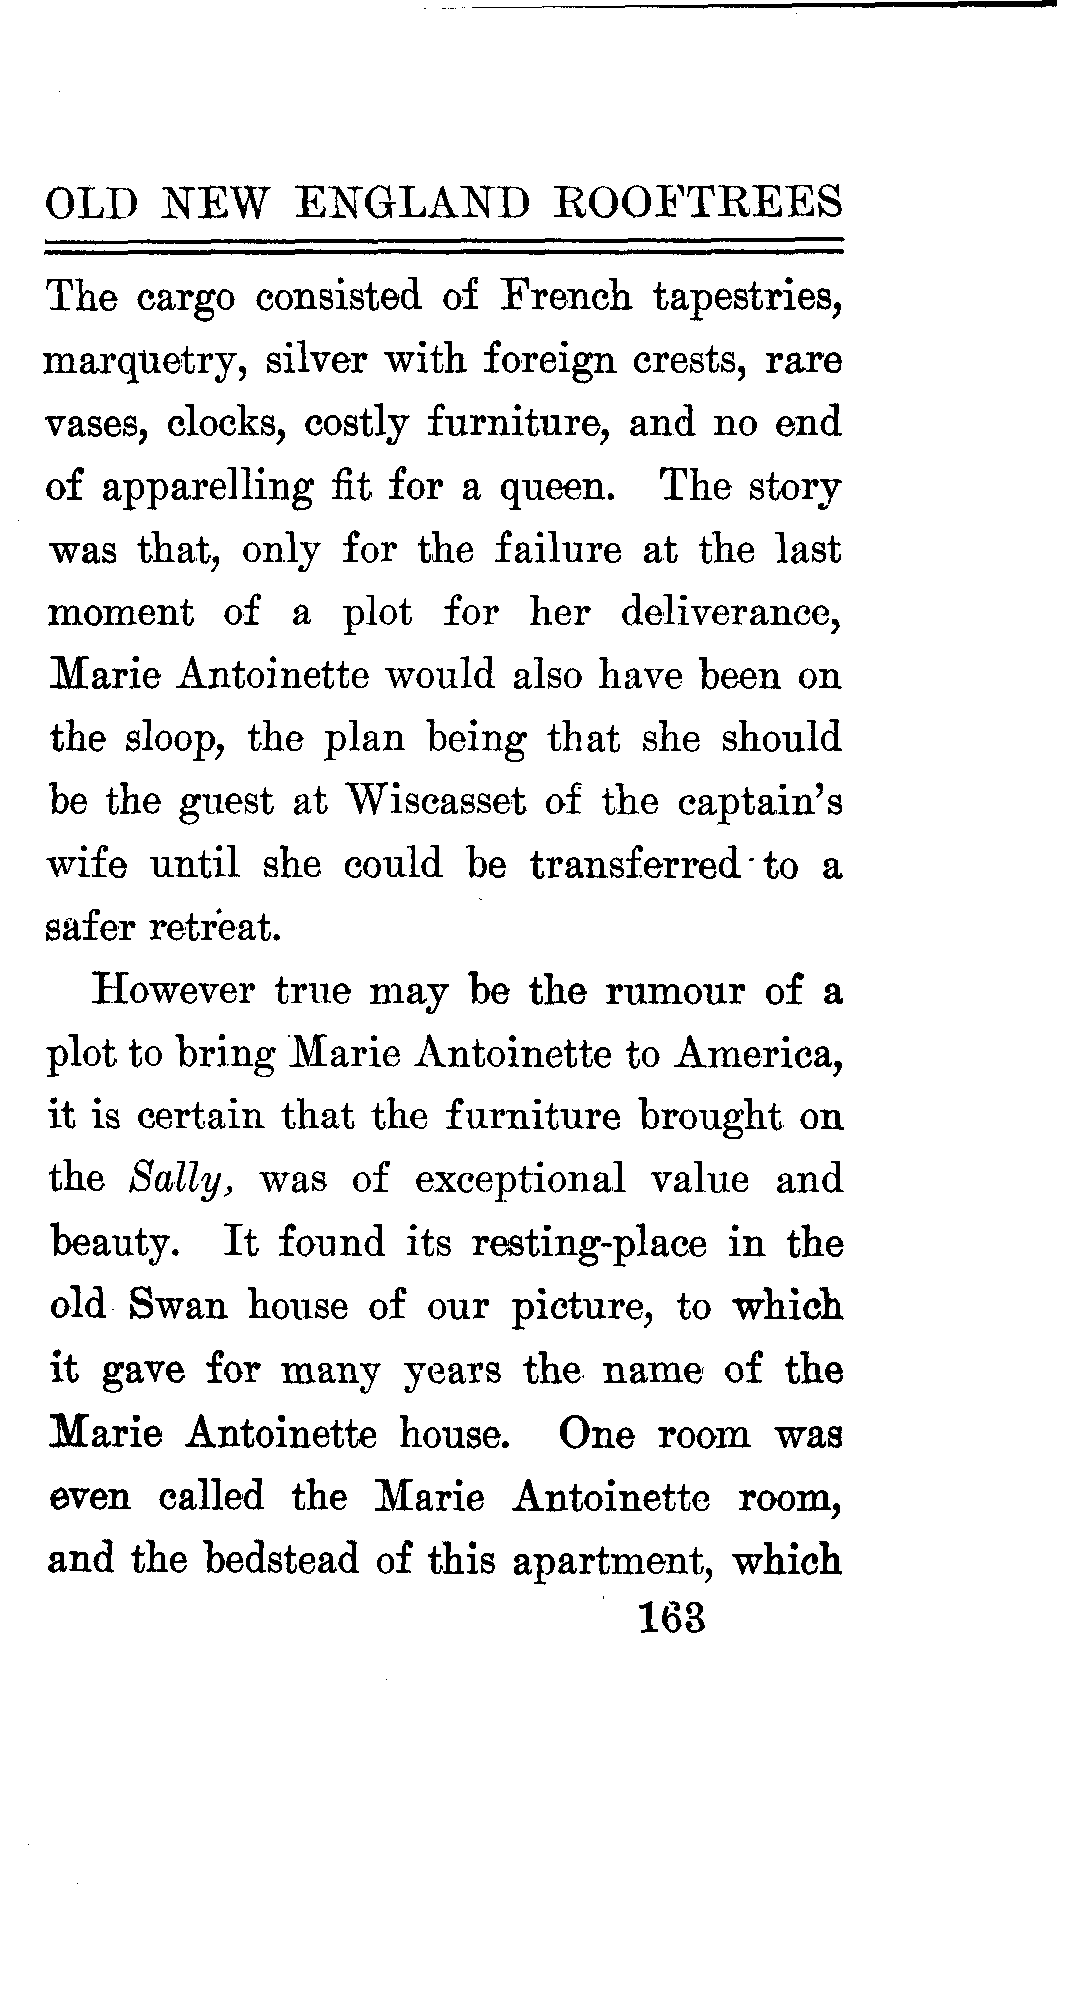 OLD NEW ENGLAND ROOFTREES
The cargo consisted of French tapestries,
marquetry, silver with foreign crests, rare
vases, clocks, costly furniture, and no end
of apparelling fit for a queen. The story
was that, only for the failure at the last
moment of a plot for her deliverance,
Marie Antoinette would also have been on
the sloop, the plan being that she should
be the guest at Wiscasset of the captain's
wife until she could be transferred to a
safer retreat.
However true may be the rumour of a
plot to bring Marie Antoinette to America,
it is certain that the furniture brought on
the Sally, was of exceptional value and
beauty. It found its resting-place in the
old Swan house of our picture, to which
it gave for many years the name of the
Marie Antoinette house. One room was
even called the Marie Antoinette room,
and the bedstead of this apartment, which
163